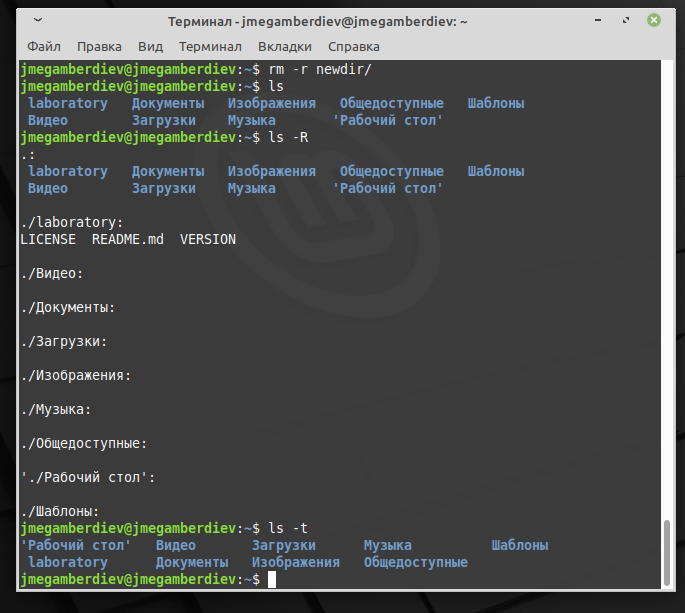 Терминал - jmegamberdiev@jmegamberdiev: ~
Файл Правка Вид Терминал Вкладки Справка
jmegamberdiev@jmegamberdiev:~$ rm -r newdir/
jmegamberdiev@jmegamberdiev:~$ ls
laboratory Документы Изображения Общедоступные Шаблоны
Видео Загрузки Музыка 'Рабочий стол'
jmegamberdiev@jmegamberdiev:~$ ls -R
.:
laboratory Документы Изображения Общедоступные Шаблоны
Видео Загрузки Музыка 'Рабочий стол'
./laboratory:
LICENSE README.md VERSION
./Видео:
./Документы:
./Загрузки:
./Изображения:
./Музыка:
./Общедоступные:
'./Рабочий стол':
./Шаблоны:
jmegamberdiev@jmegamberdiev:~$ ls -t
'Рабочий стол' Видео Загрузки Музыка Шаблоны
laboratory Документы Изображения Общедоступные
jmegamberdiev@jmegamberdiev:~$